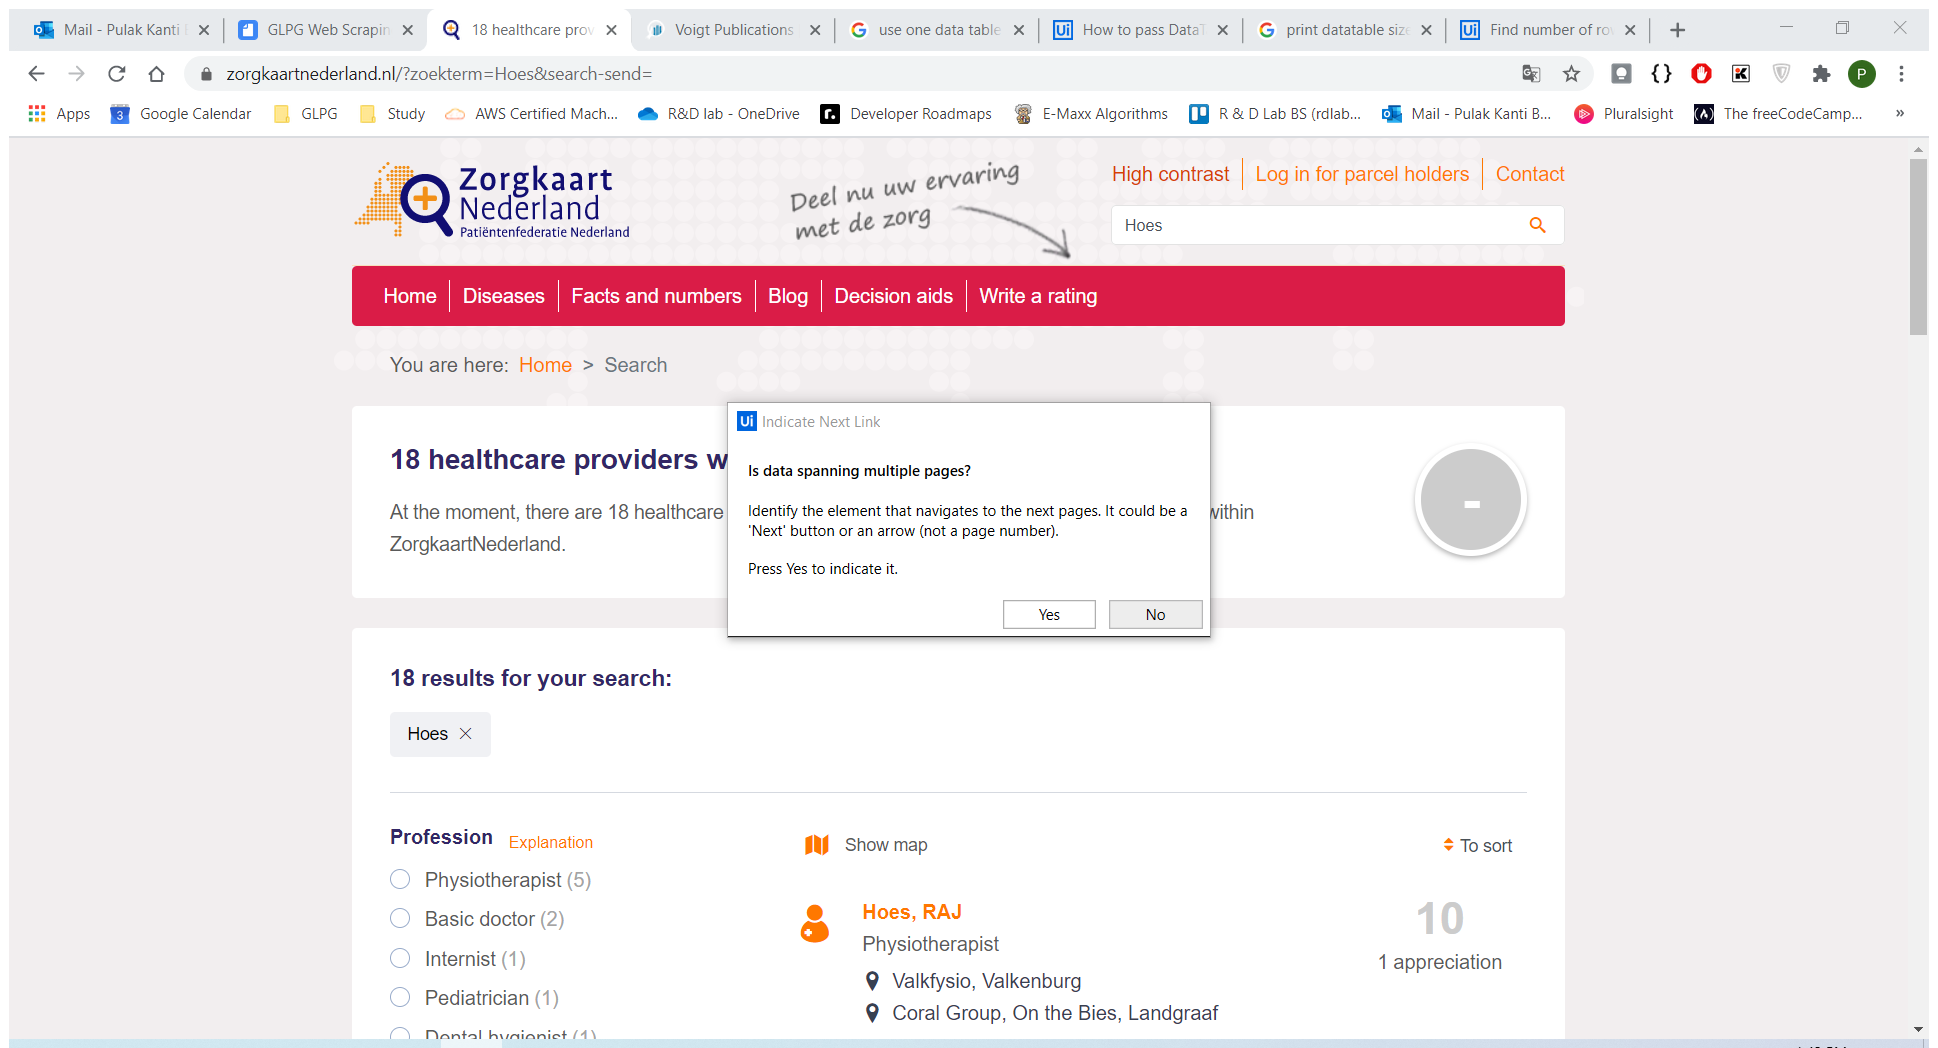 Mail - Pulak Kanti
GLPG Web Scrapin
18 healthcare prov
Voigt Publications
use one data table
How to pass DataT
print datatable size
Find number of ro
zorgkaartnederland.nl/?zoekterm=Hoes&search-send=
P
Apps
3
Google Calendar
GLPG
Study
AWS Certified Mach...
R&D lab - OneDrive
r.
Developer Roadmaps
E-Maxx Algorithms
R & D Lab BS (rdlab...
Mail - Pulak Kanti B...
Pluralsight
The freeCodeCamp...
»
Zorgkaart
Nederland
Patiëntenfederatie Nederland
Deel nu uw ervaring
met de zorg
High contrast
Log in for parcel holders
Contact
Hoes
Home
Diseases
Facts and numbers
Blog
Decision aids
Write a rating
You are here: Home > Search
18 healthcare providers w
At the moment, there are 18 healthcare
within
ZorgkaartNederland.
-
Ui Indicate Next Link
Is data spanning multiple pages?
Identify the element that navigates to the next pages. It could be a
'Next' button or an arrow (not a page number).
Press Yes to indicate it.
Yes
No
18 results for your search:
Hoes
Profession
Explanation
Physiotherapist (5)
Basic doctor (2)
Internist (1)
Pediatrician (1)
Dental hygienist (1)
Show map
To sort
Hoes, RAJ
Physiotherapist
Valkfysio, Valkenburg
Coral Group, On the Bies, Landgraaf
10
1 appreciation